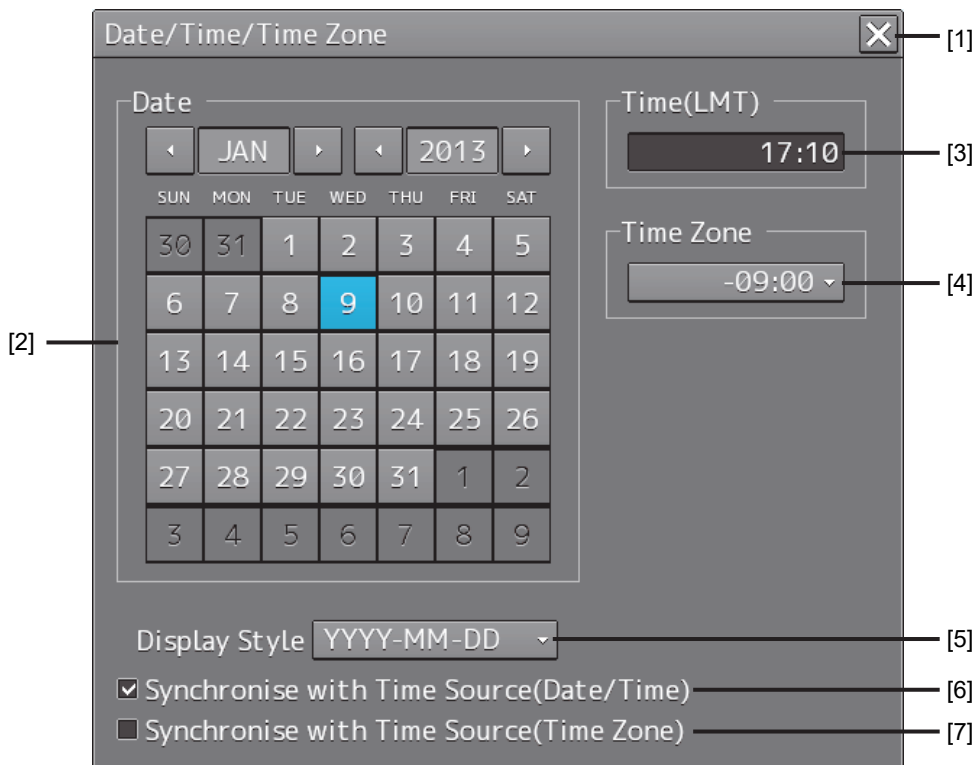 Date/Time/Time Zone
[1]
Date
Time(LMT)
JAN
2013
17:10
[3]
SUN MON TUE WED THU FRI SAT
30 31 1 2 3 4 5
Time Zone
-09:00
[4]
6 7 8 9 10 11 12
[2]
13 14 15 16 17 18 19
20 21 22 23 24 25 26
27 28 29 30 31 1 2
3 4 5 6 7 8 9
Display Style YYYY-MM-DD
[5]
Synchronise with Time Source(Date/Time)
[6]
Synchronise with Time Source(Time Zone)
[7]